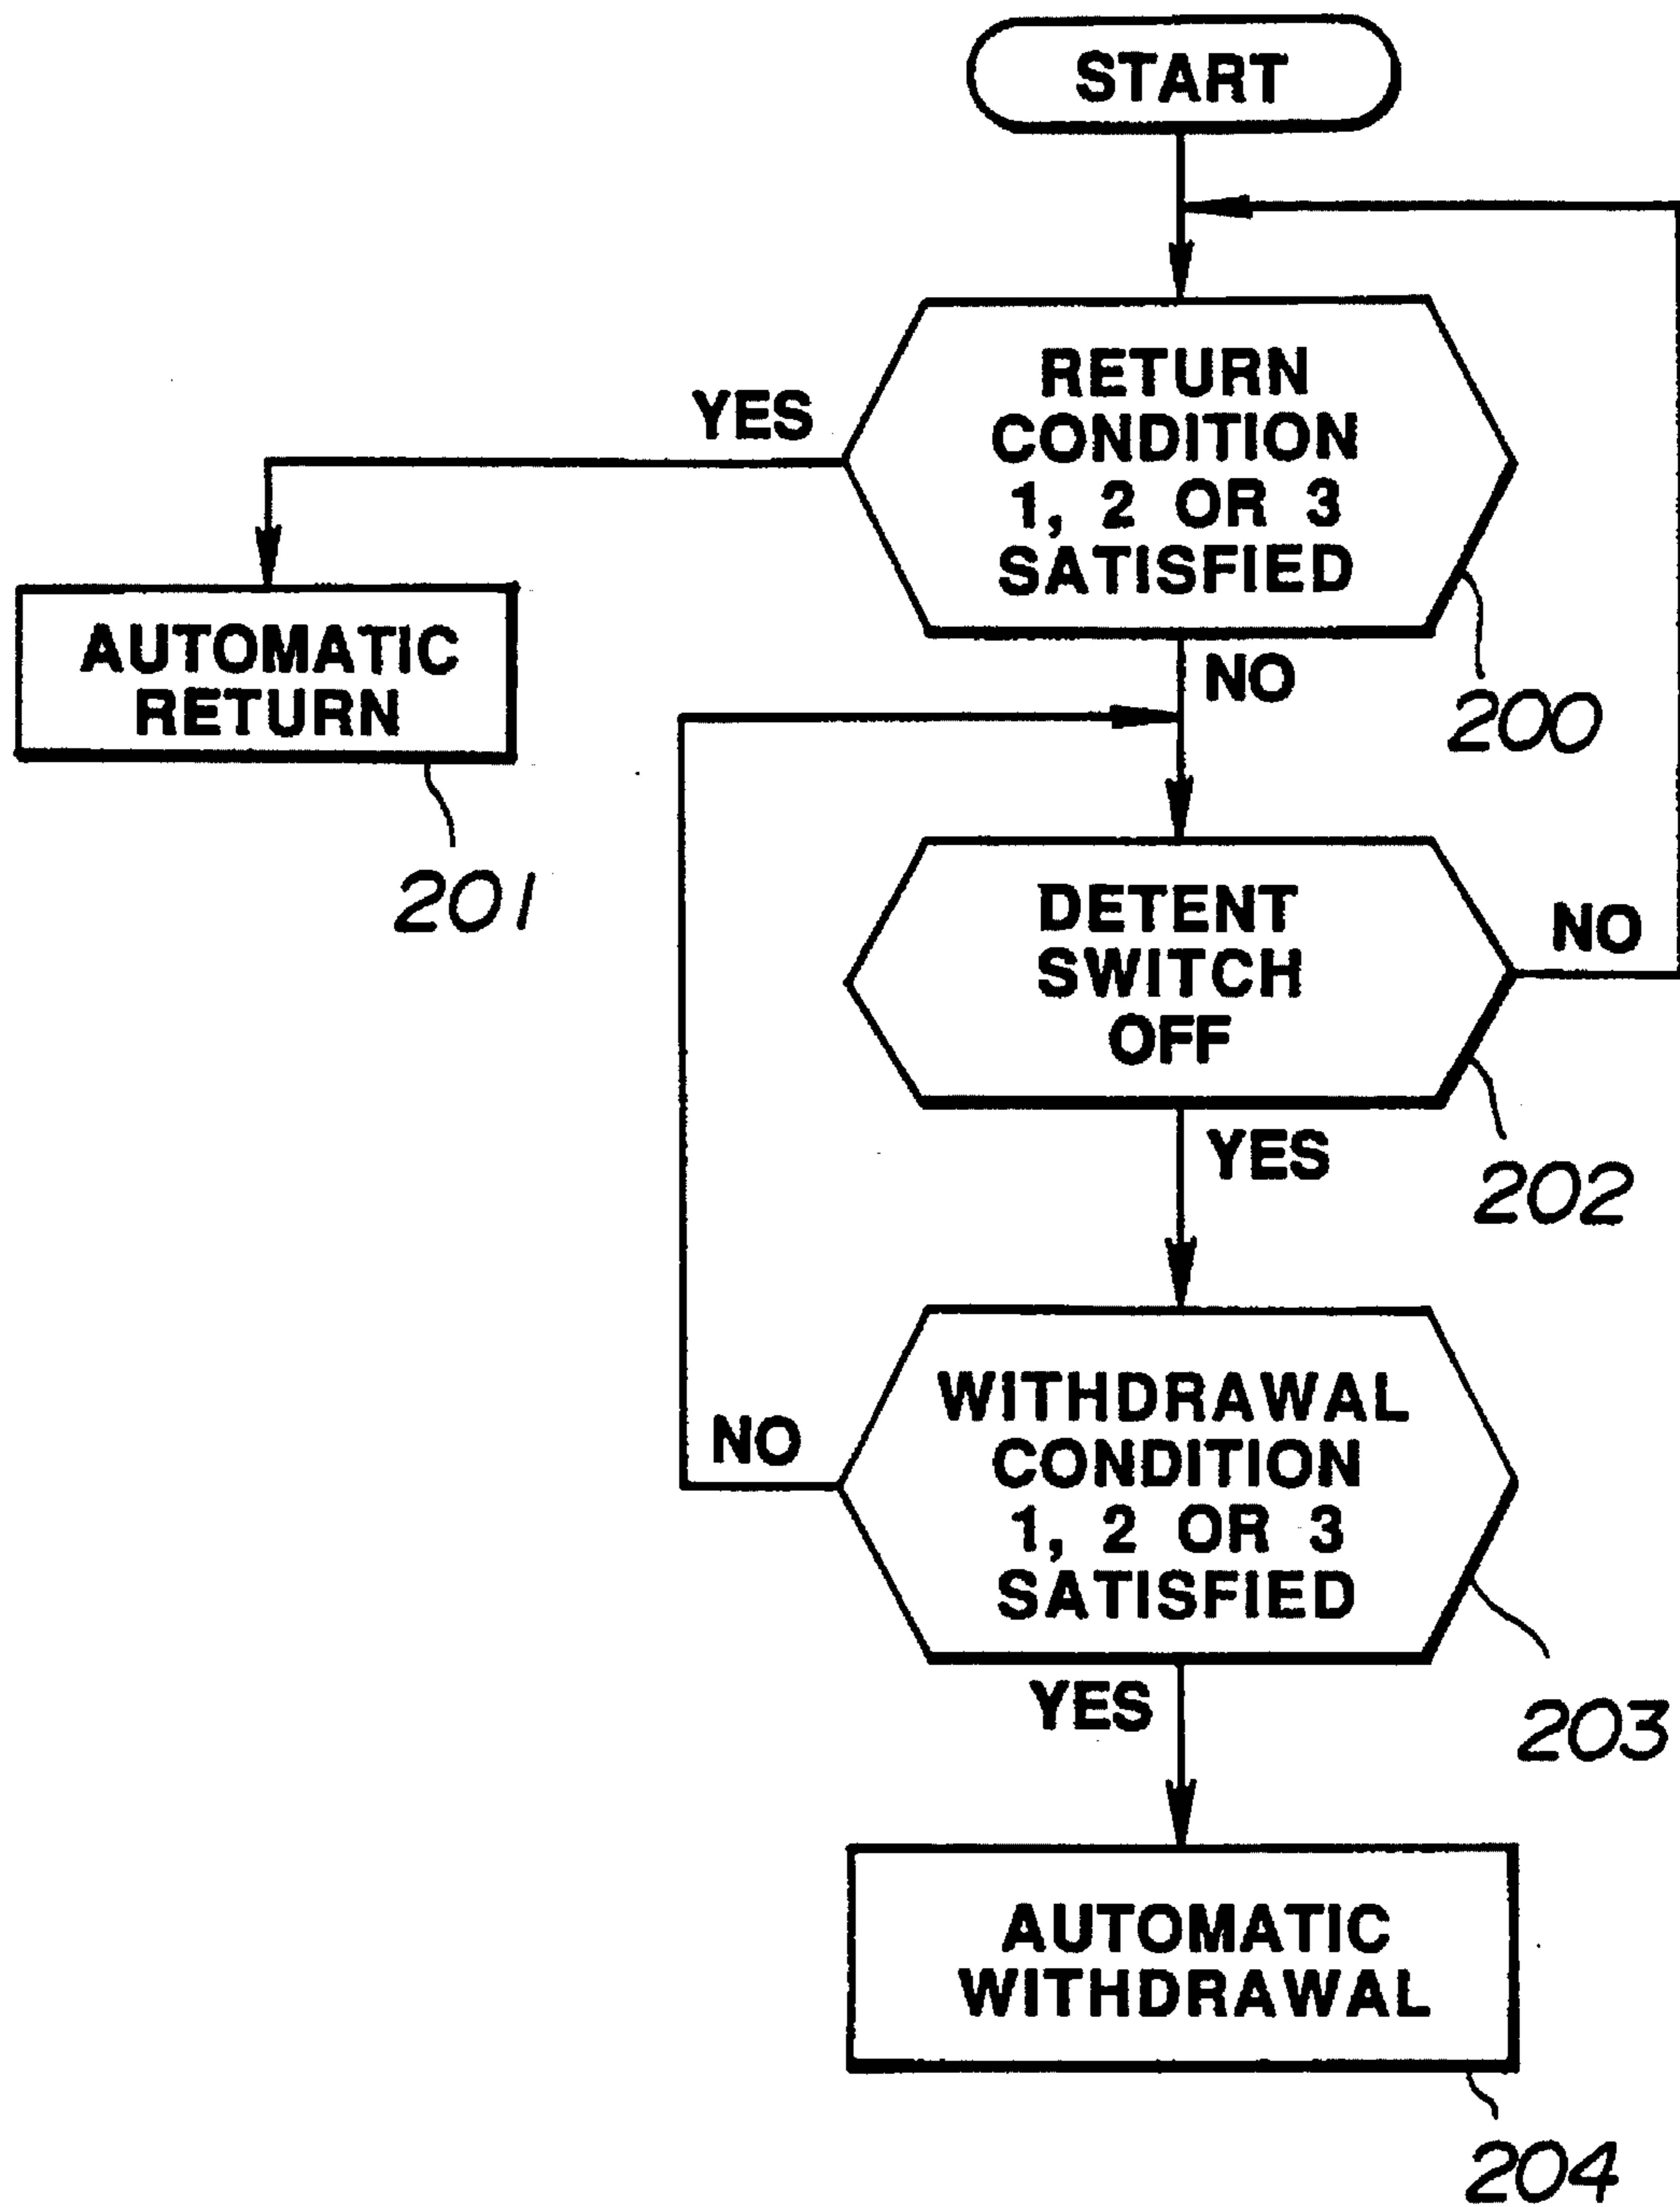 START
YES
RETURN
CONDITION
1, 2 OR 3
SATISFIED
AUTOMATIC
RETURN
NO
200
201
DETENT
SWITCH
OFF
NO
YES
202
NO
WITHDRAWAL
CONDITION
1, 2 OR 3
SATISFIED
YES
203
AUTOMATIC
WITHDRAWAL
204